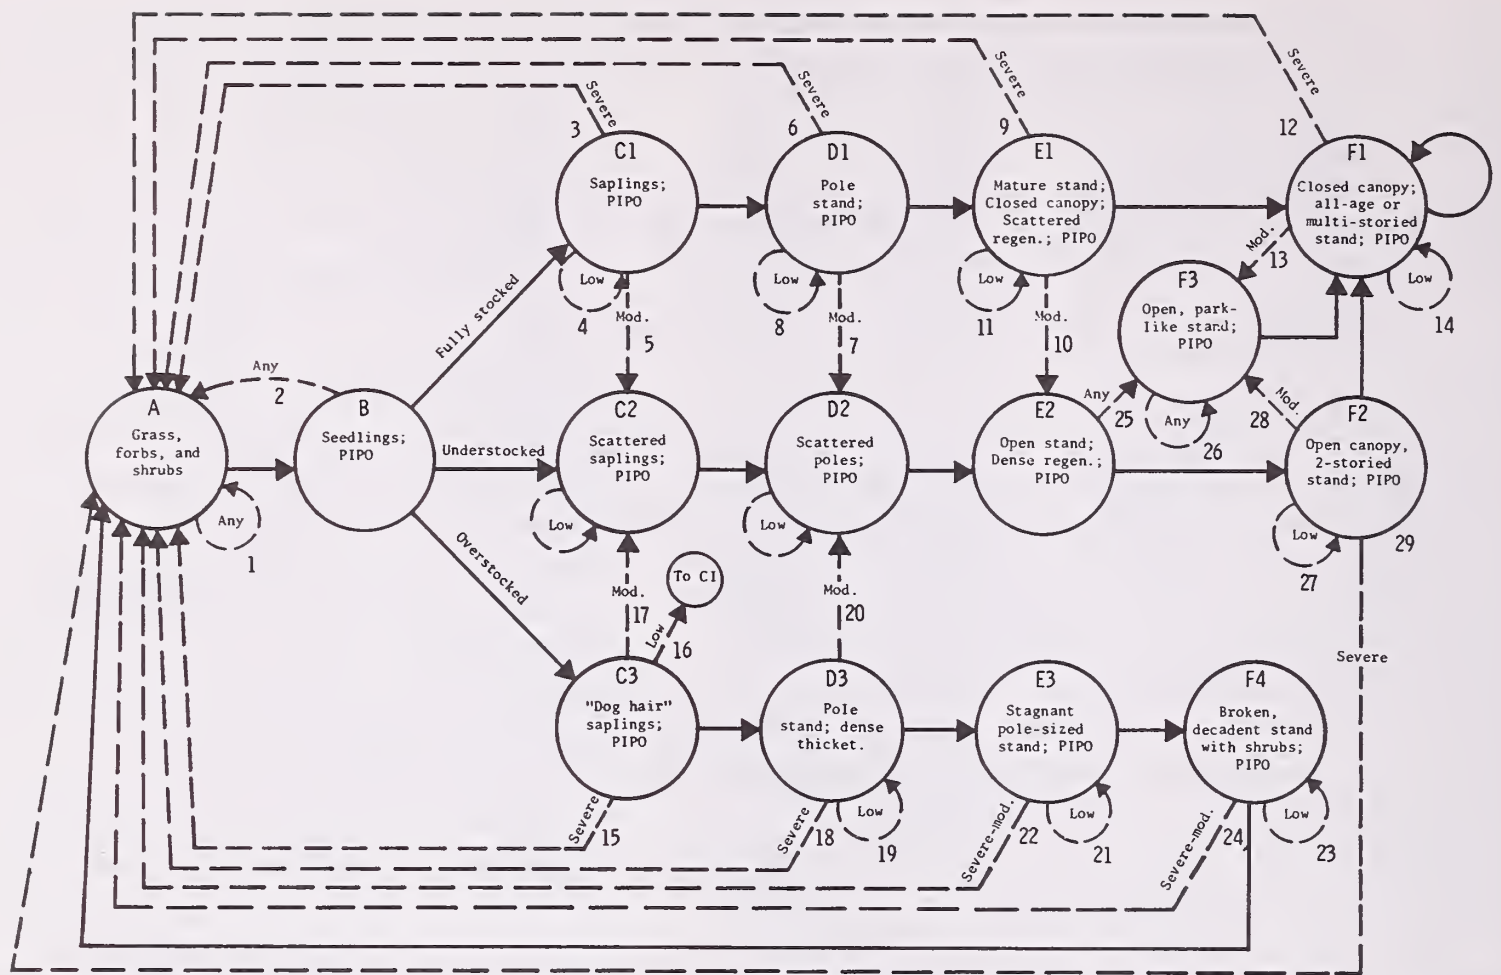 Severe
Severe
Severe
Severe
3
6
9
12
C1
Saplings;
PIPO
D1
Pole
stand;
PIPO
E1
Mature stand;
Closed canopy;
Scattered
regen.; PIPO
F1
Closed canopy;
all-age or
multi-storied
stand; PIPO
Mod.
13
Low
4
Mod.
5
Low
8
Mod.
7
Low
11
Mod.
10
F3
Open, park-
like stand;
PIPO
Low
14
Fully stocked
Any
2
A
Grass,
forbs, and
shrubs
B
Seedlings;
PIPO
Understocked
C2
Scattered
saplings;
PIPO
D2
Scattered
poles;
PIPO
E2
Open stand;
Dense regen.;
PIPO
Any
25
Any
26
Mod.
28
F2
Open canopy,
2-storied
stand; PIPO
Any
1
Low
Low
Low
27
29
Overstocked
To CI
Mod.
17
Low
16
Mod.
20
Severe
C3
"Dog hair"
saplings;
PIPO
D3
Pole
stand; dense
thicket.
E3
Stagnant
pole-sized
stand; PIPO
F4
Broken,
decadent stand
with shrubs;
PIPO
Severe
15
Severe
18
Low
19
Severe-mod.
22
Low
21
Severe-mod.
24
Low
23